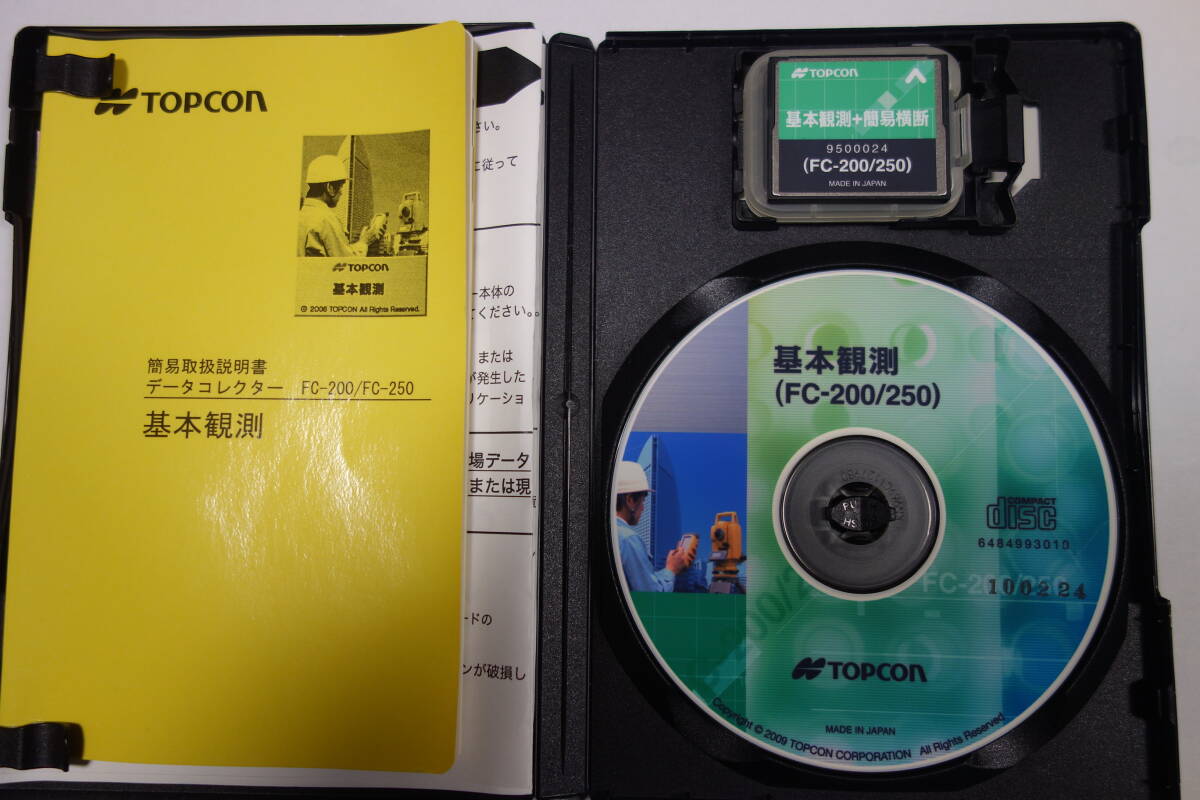 TOPCON
TOPCON
基本観測
© 2006 TOPCON All Rights Reserved.
簡易取扱説明書
データコレクター FC-200/FC-250
基本観測
さい。
に従って
ー本体の
てください。
または
が発生した
リケーショ
場データ
または現
ードの
ンが破損し
TOPCON
基本観測+簡易横断
9500024
(FC-200/250)
MADE IN JAPAN
基本観測
(FC-200/250)
COMPACT
disc
6484993010
100224
TOPCON
MADE IN JAPAN
Copyright © 2009 TOPCON CORPORATION All Rights Reserved